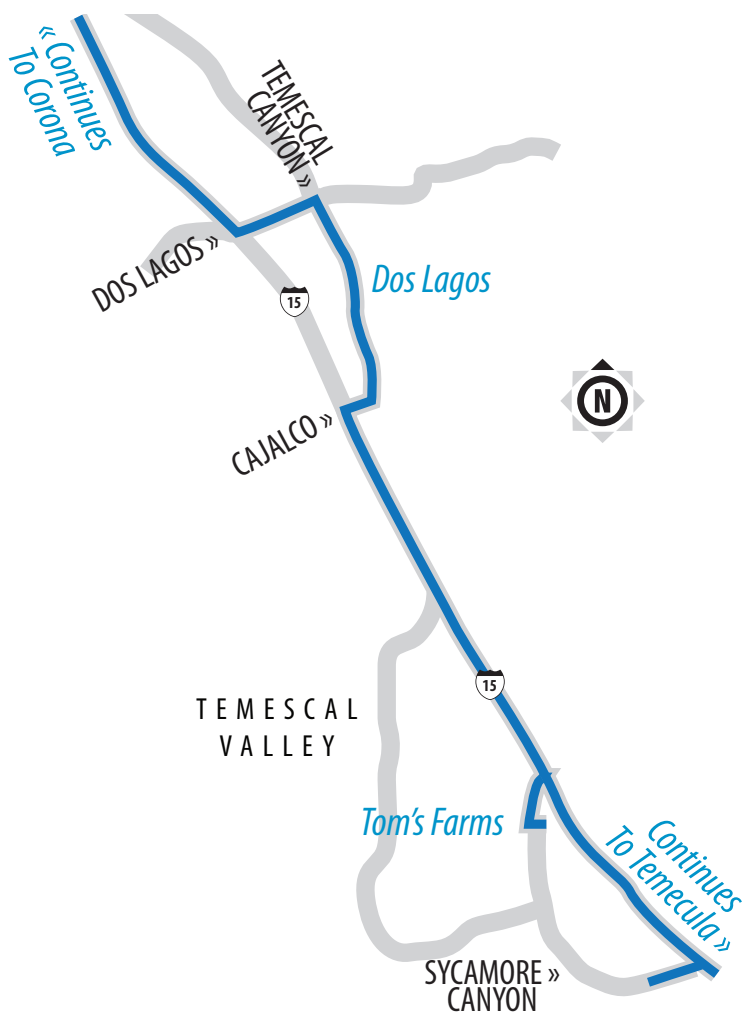 « Continues
To Corona
TEMESCAL
CANYON »
DOS LAGOS »
Dos Lagos
15
N
CAJALCO »
15
TEMESCAL
VALLEY
Tom's Farms
Continues
To Temecula »
SYCAMORE »
CANYON